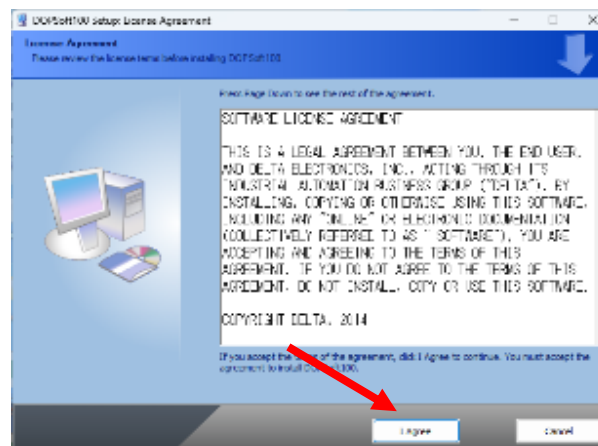 DOPSoft100 Setup: License Agreement
License Agreement
Please review the license terms before installing DOPSoft100.
Press Page Down to see the rest of the agreement.
SOFTWARE LICENSE AGREEMENT
THIS IS A LEGAL AGREEMENT BETWEEN YOU, THE END USER,
AND DELTA ELECTRONICS, INC., ACTING THROUGH ITS
INDUSTRIAL AUTOMATION BUSINESS GROUP ("DELTA"). BY
INSTALLING, COPYING OR OTHERWISE USING THIS SOFTWARE,
INCLUDING ANY "ONLINE" OR ELECTRONIC DOCUMENTATION
(COLLECTIVELY REFERRED TO AS " SOFTWARE"), YOU ARE
ACCEPTING AND AGREEING TO THE TERMS OF THIS
AGREEMENT. IF YOU DO NOT AGREE TO THE TERMS OF THIS
AGREEMENT, DO NOT INSTALL, COPY OR USE THIS SOFTWARE.
COPYRIGHT DELTA, 2014
If you accept the of the agreement, click I Agree to continue. You must accept the
agreement to install DOPSoft100.
I Agree
Cancel